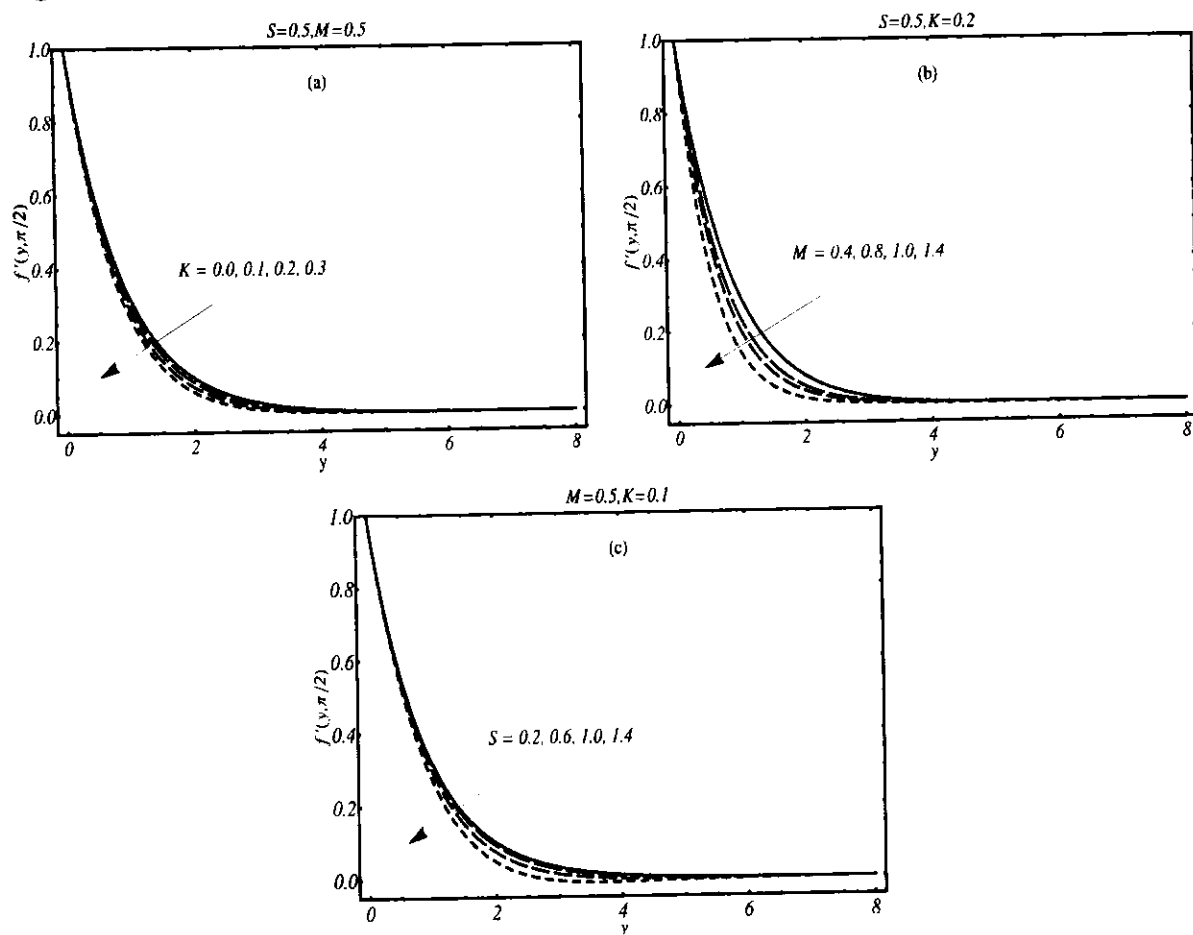 S=0.5,M=0.5
(a)
1.0
0.8
0.6
0.4
0.2
0.0
f'(y,π/2)
K = 0.0, 0.1, 0.2, 0.3
0 2 4 6 8
y
S=0.5,K=0.2
(b)
1.0
0.8
0.6
0.4
0.2
0.0
f'(y,π/2)
M = 0.4, 0.8, 1.0, 1.4
0 2 4 6 8
y
M=0.5,K=0.1
(c)
1.0
0.8
0.6
0.4
0.2
0.0
f'(y,π/2)
S = 0.2, 0.6, 1.0, 1.4
0 2 4 6 8
y